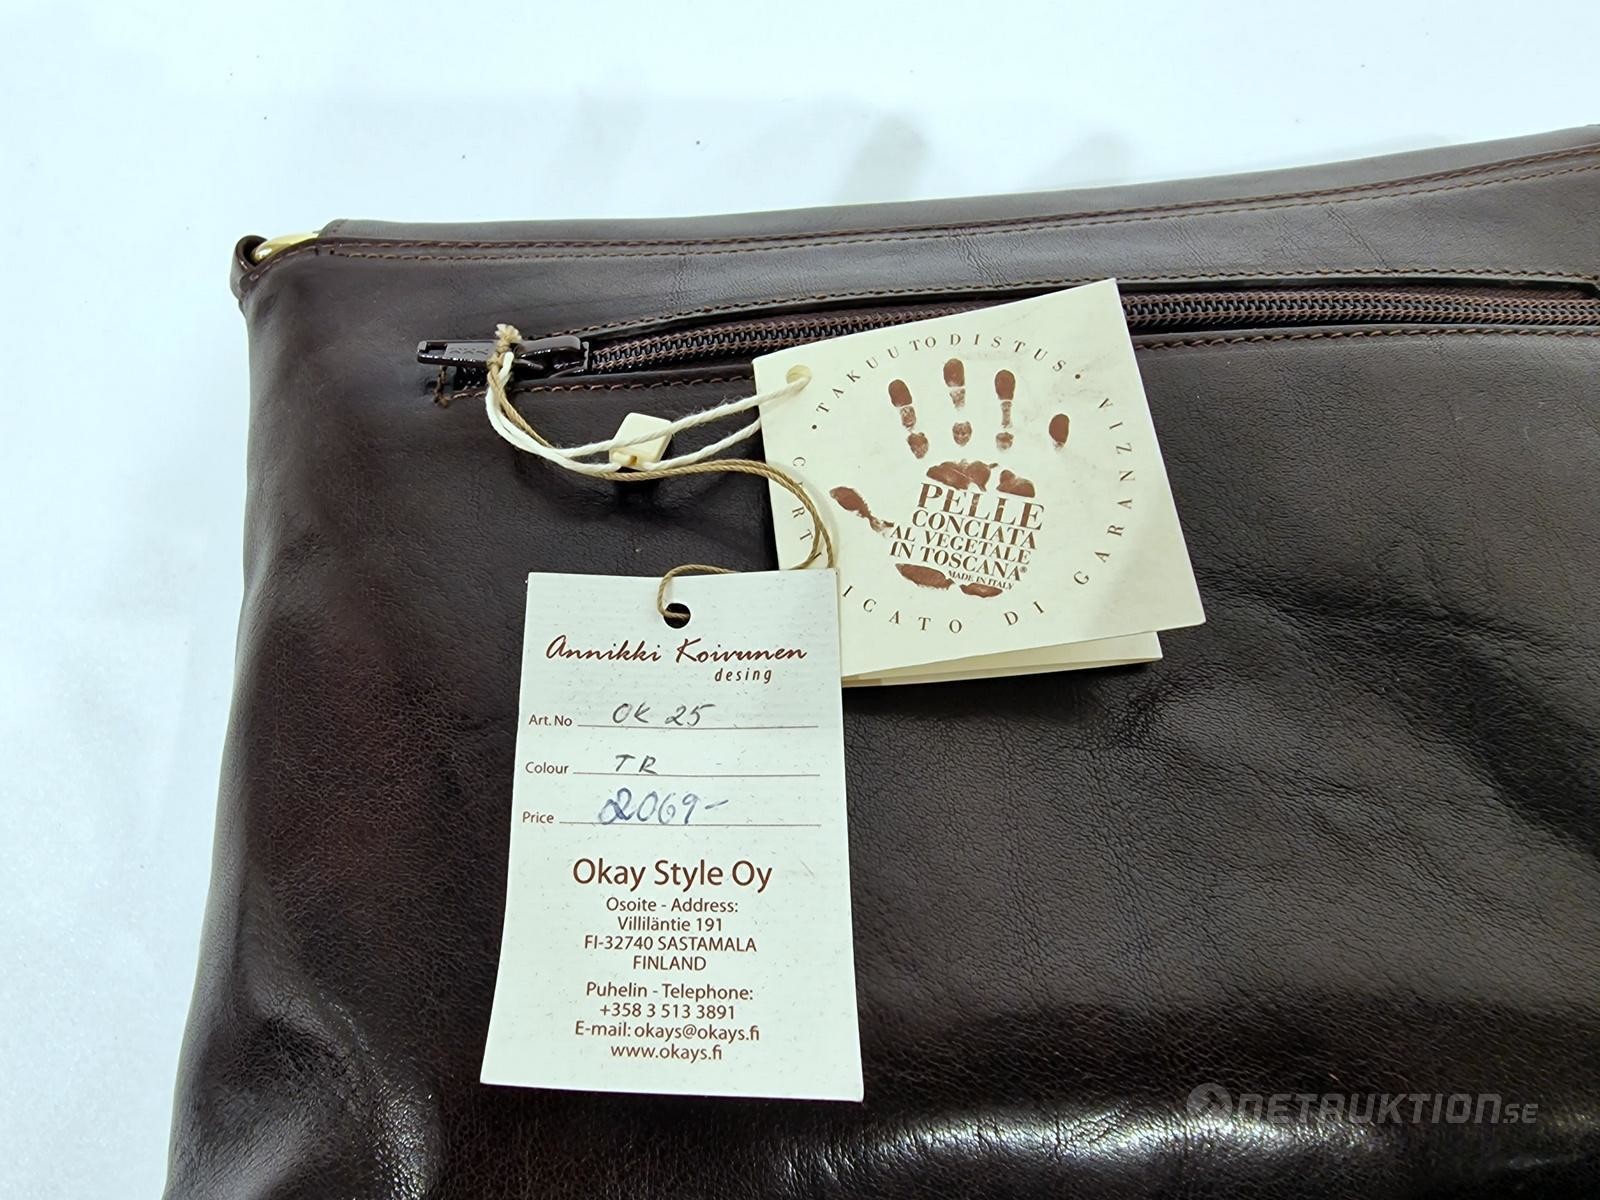 • TAKUUTODISTUS •
CERTIFICATO DI GARANZIA
PELLE
CONCIATA
AL VEGETALE
IN TOSCANA®
MADE IN ITALY
Annikki Koivunen
desing
Art. No OK 25
Colour TR
Price 2069-
Okay Style Oy
Osoite - Address:
Villiläntie 191
FI-32740 SASTAMALA
FINLAND
Puhelin - Telephone:
+358 3 513 3891
E-mail: okays@okays.fi
www.okays.fi
NETAUKTION.SE